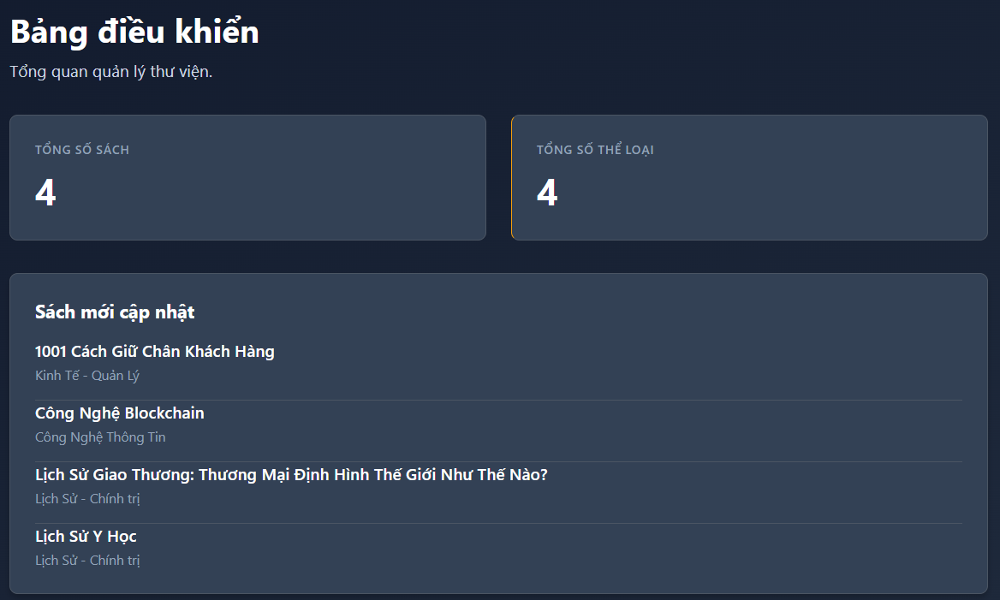 Bảng điều khiển
Tổng quan quản lý thư viện.
TỔNG SỐ SÁCH
4
TỔNG SỐ THỂ LOẠI
4
Sách mới cập nhật
1001 Cách Giữ Chân Khách Hàng
Kinh Tế - Quản Lý
Công Nghệ Blockchain
Công Nghệ Thông Tin
Lịch Sử Giao Thương: Thương Mại Định Hình Thế Giới Như Thế Nào?
Lịch Sử - Chính trị
Lịch Sử Y Học
Lịch Sử - Chính trị